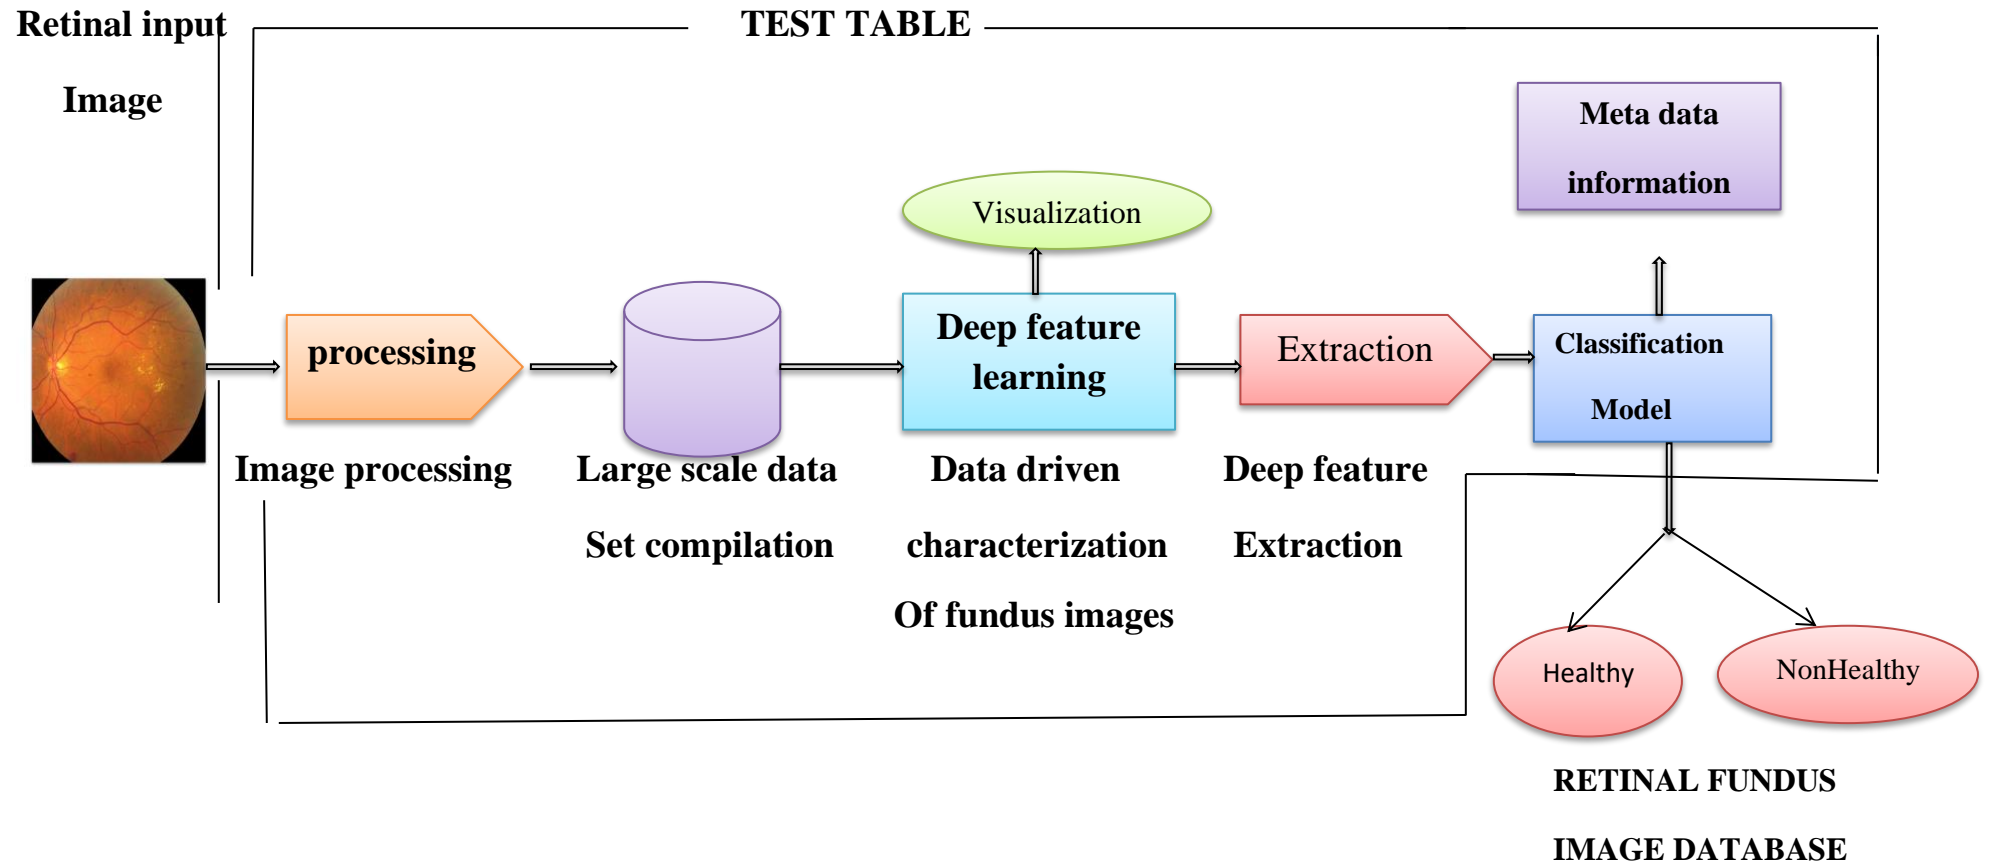 Retinal input
Image
TEST TABLE
Meta data
information
Visualization
processing
Deep feature
learning
Extraction
Classification
Model
Image processing
Large scale data
Set compilation
Data driven
characterization
Of fundus images
Deep feature
Extraction
Healthy
NonHealthy
RETINAL FUNDUS
IMAGE DATABASE